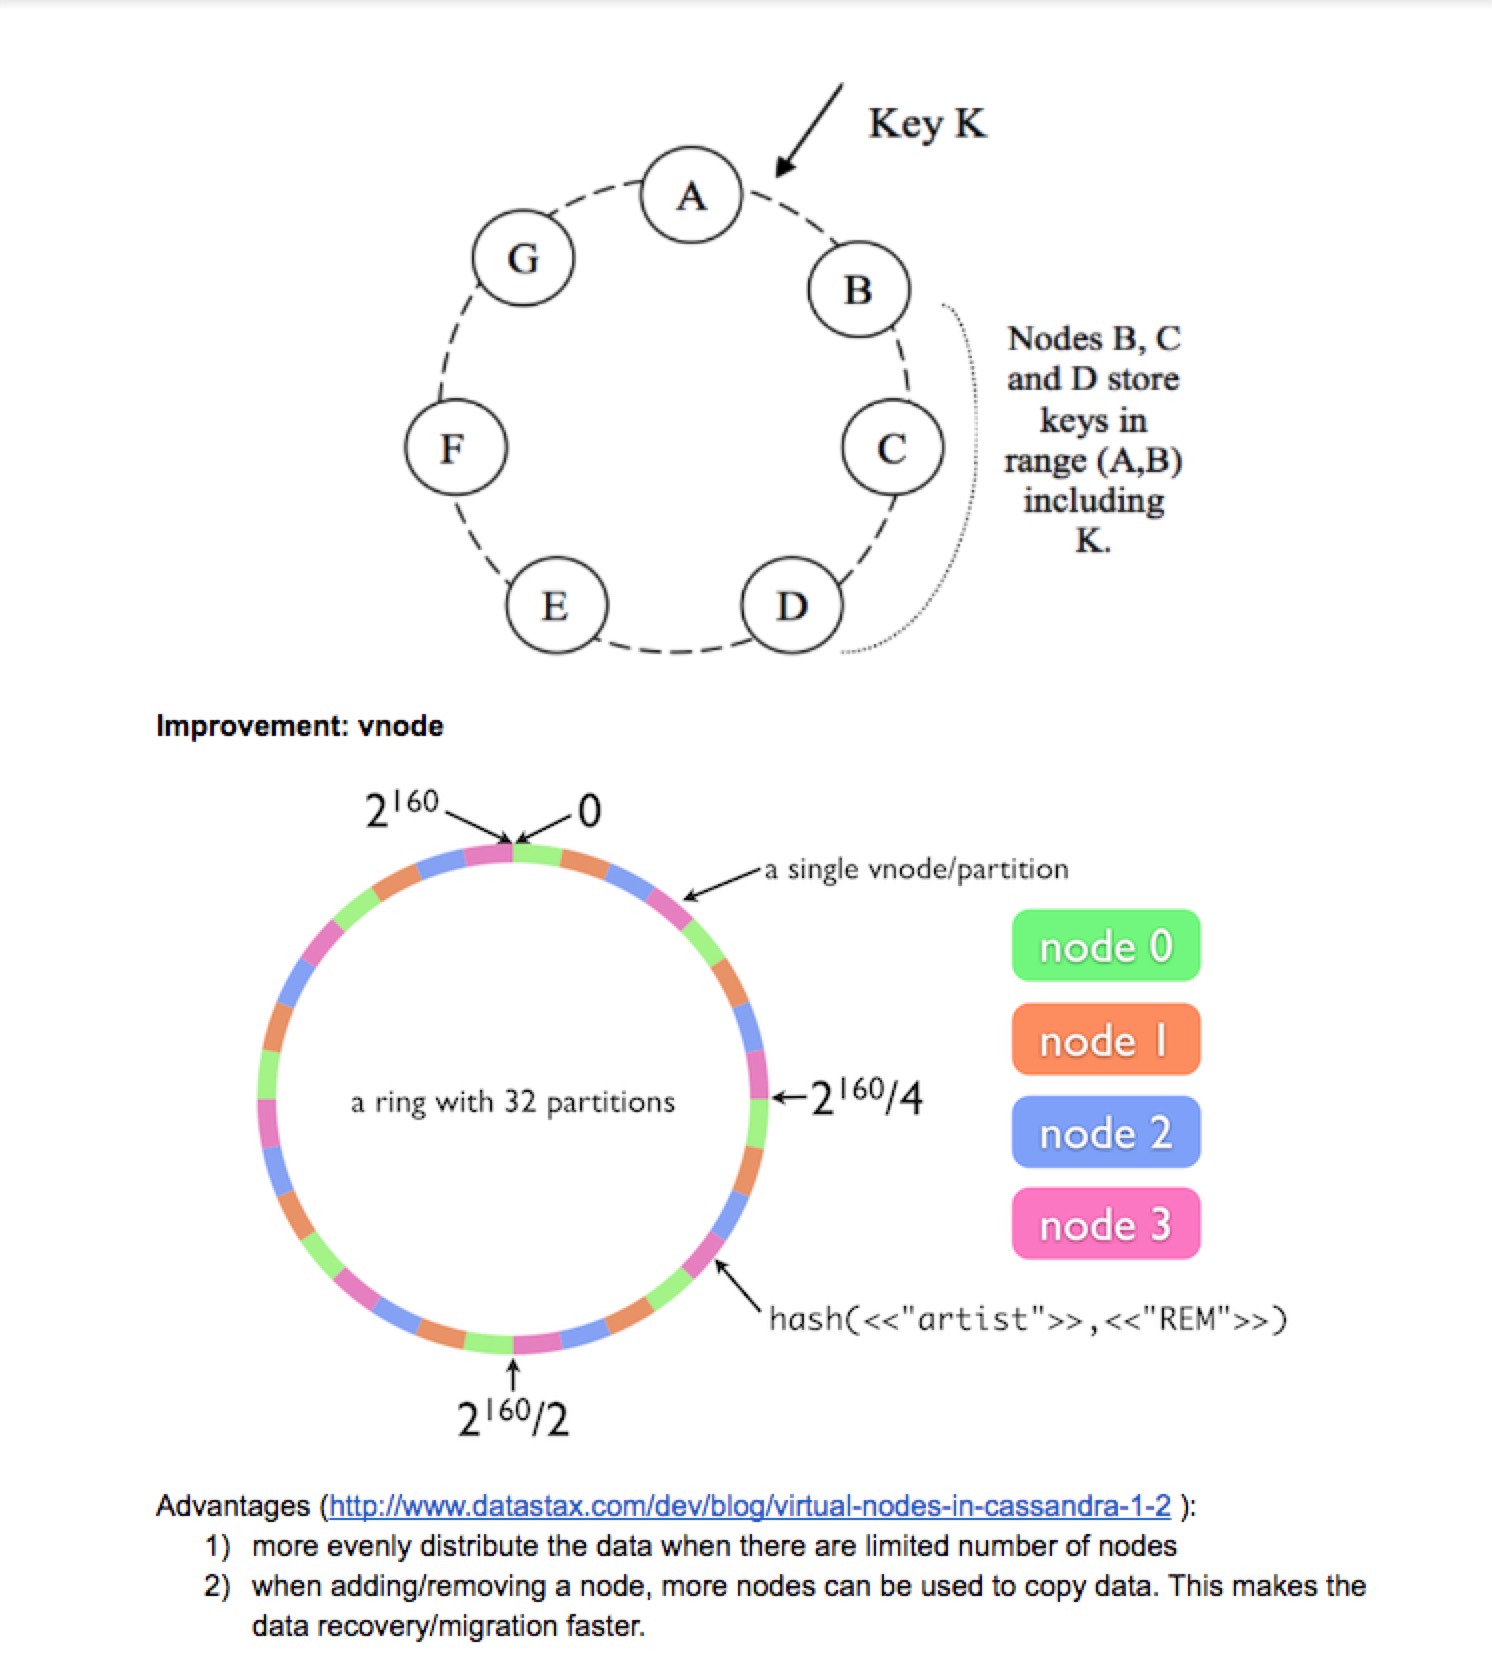 Key K
A
B
C
D
E
F
G
Nodes B, C
and D store
keys in
range (A,B)
including
K.
Improvement: vnode
2^160
0
a single vnode/partition
node 0
node 1
node 2
node 3
a ring with 32 partitions
2^160/4
hash(<<"artist">>,<<"REM">>)
2^160/2
Advantages (http://www.datastax.com/dev/blog/virtual-nodes-in-cassandra-1-2 ):
1) more evenly distribute the data when there are limited number of nodes
2) when adding/removing a node, more nodes can be used to copy data. This makes the
data recovery/migration faster.